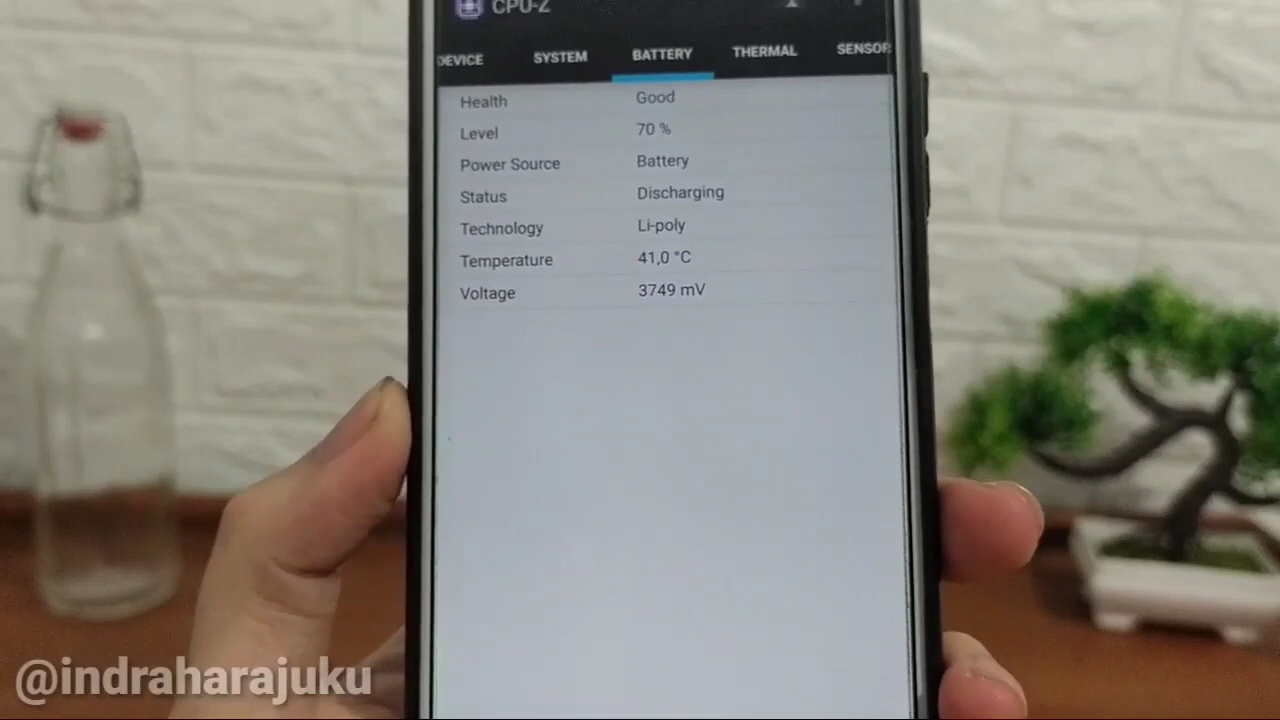 CPU-Z
DEVICE SYSTEM BATTERY THERMAL SENSOR
Health Good
Level 70 %
Power Source Battery
Status Discharging
Technology Li-poly
Temperature 41,0 °C
Voltage 3749 mV
@indraharajuku